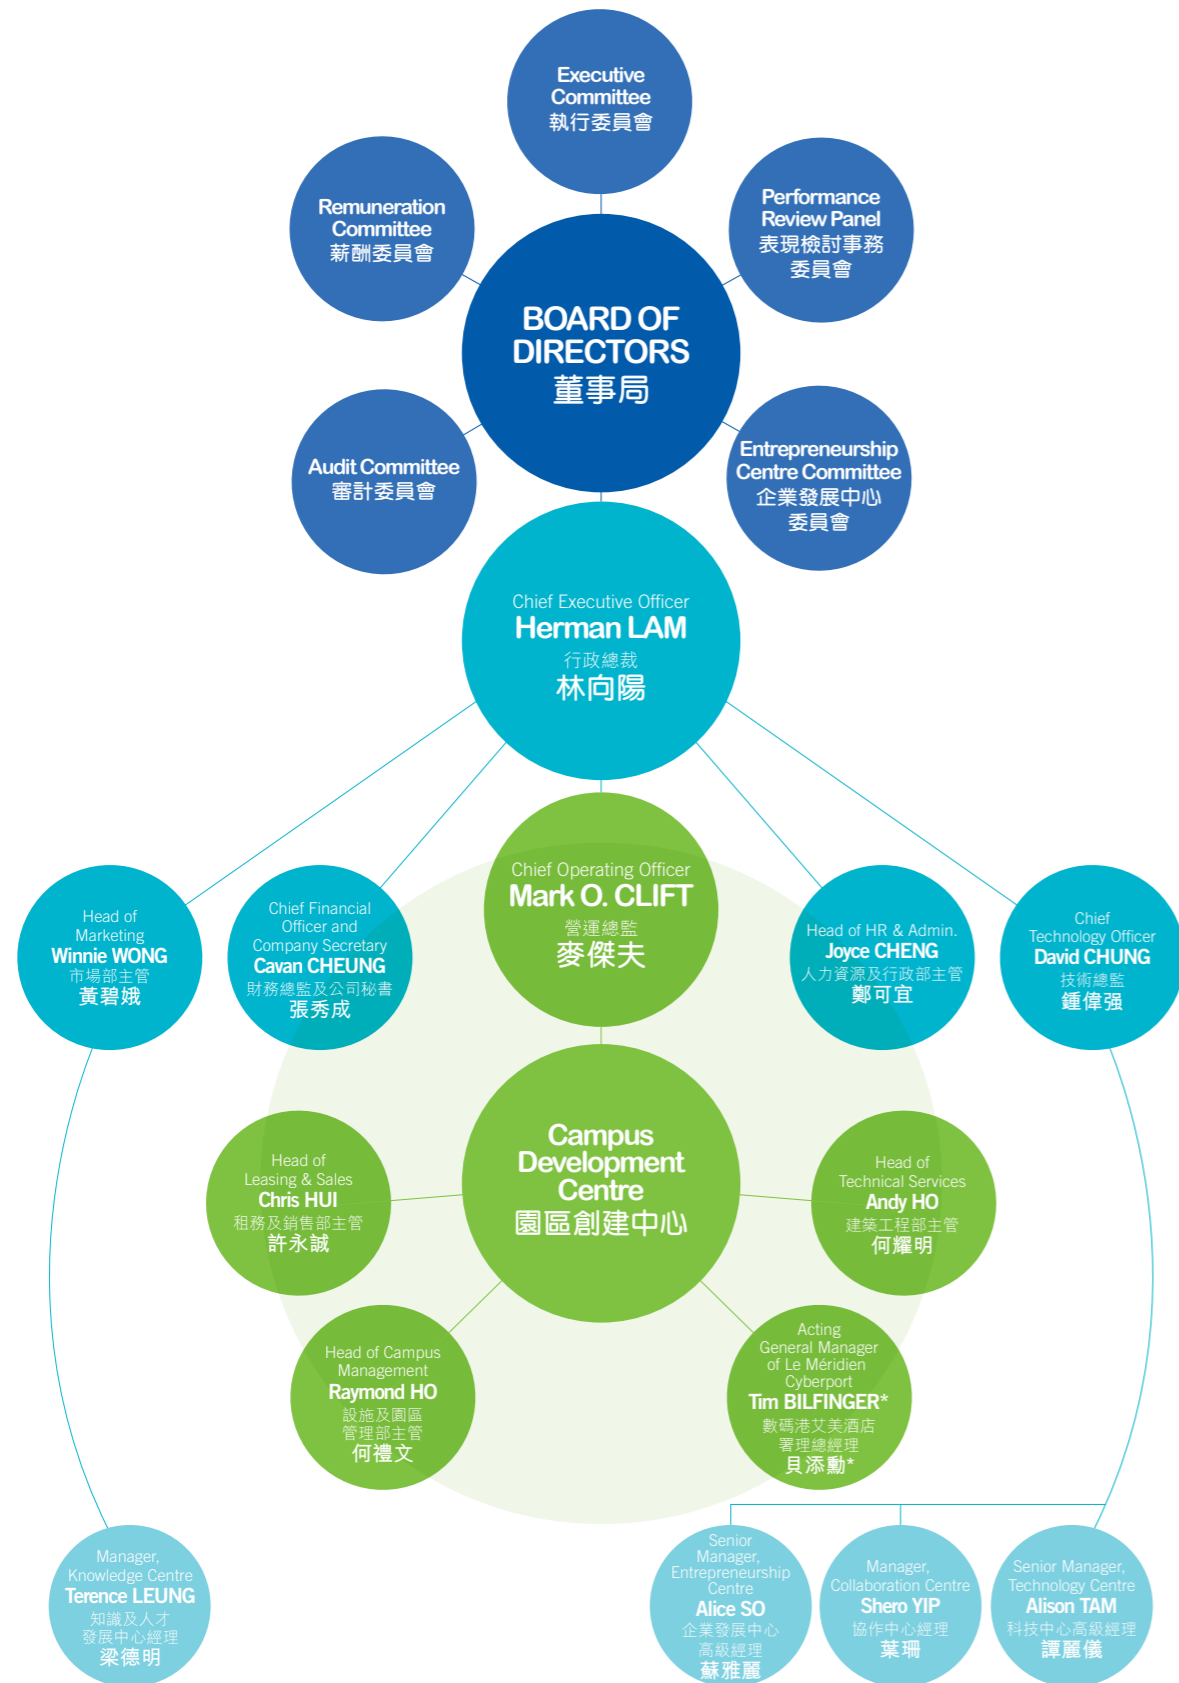 Executive
Committee
執行委員會
Remuneration
Committee
薪酬委員會
Performance
Review Panel
表現檢討事務
委員會
BOARD OF
DIRECTORS
董事局
Audit Committee
審計委員會
Entrepreneurship
Centre Committee
企業發展中心
委員會
Chief Executive Officer
Herman LAM
行政總裁
林向陽
Chief Operating Officer
Mark O. CLIFT
營運總監
麥傑夫
Head of
Marketing
Winnie WONG
市場部主管
黃碧娥
Chief Financial
Officer and
Company Secretary
Cavan CHEUNG
財務總監及公司秘書
張秀成
Head of HR & Admin.
Joyce CHENG
人力資源及行政部主管
鄭可宜
Chief
Technology Officer
David CHUNG
技術總監
鍾偉强
Campus
Development
Centre
園區創建中心
Head of
Leasing & Sales
Chris HUI
租務及銷售部主管
許永誠
Head of
Technical Services
Andy HO
建築工程部主管
何耀明
Head of Campus
Management
Raymond HO
設施及園區
管理部主管
何禮文
Acting
General Manager
of Le Méridien
Cyberport
Tim BILFINGER*
數碼港艾美酒店
署理總經理
貝添勳*
Manager,
Knowledge Centre
Terence LEUNG
知識及人才
發展中心經理
梁德明
Senior
Manager,
Entrepreneurship
Centre
Alice SO
企業發展中心
高級經理
蘇雅麗
Manager,
Collaboration Centre
Shero YIP
協作中心經理
葉珊
Senior Manager,
Technology Centre
Alison TAM
科技中心高級經理
譚麗儀